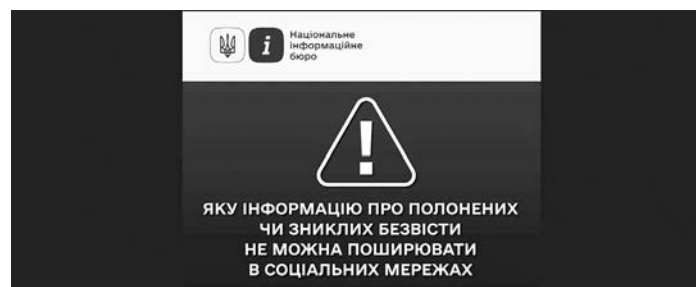 Національне
інформаційне
бюро
i
!
ЯКУ ІНФОРМАЦІЮ ПРО ПОЛОНЕНИХ
ЧИ ЗНИКЛИХ БЕЗВІСТИ
НЕ МОЖНА ПОШИРЮВАТИ
В СОЦІАЛЬНИХ МЕРЕЖАХ